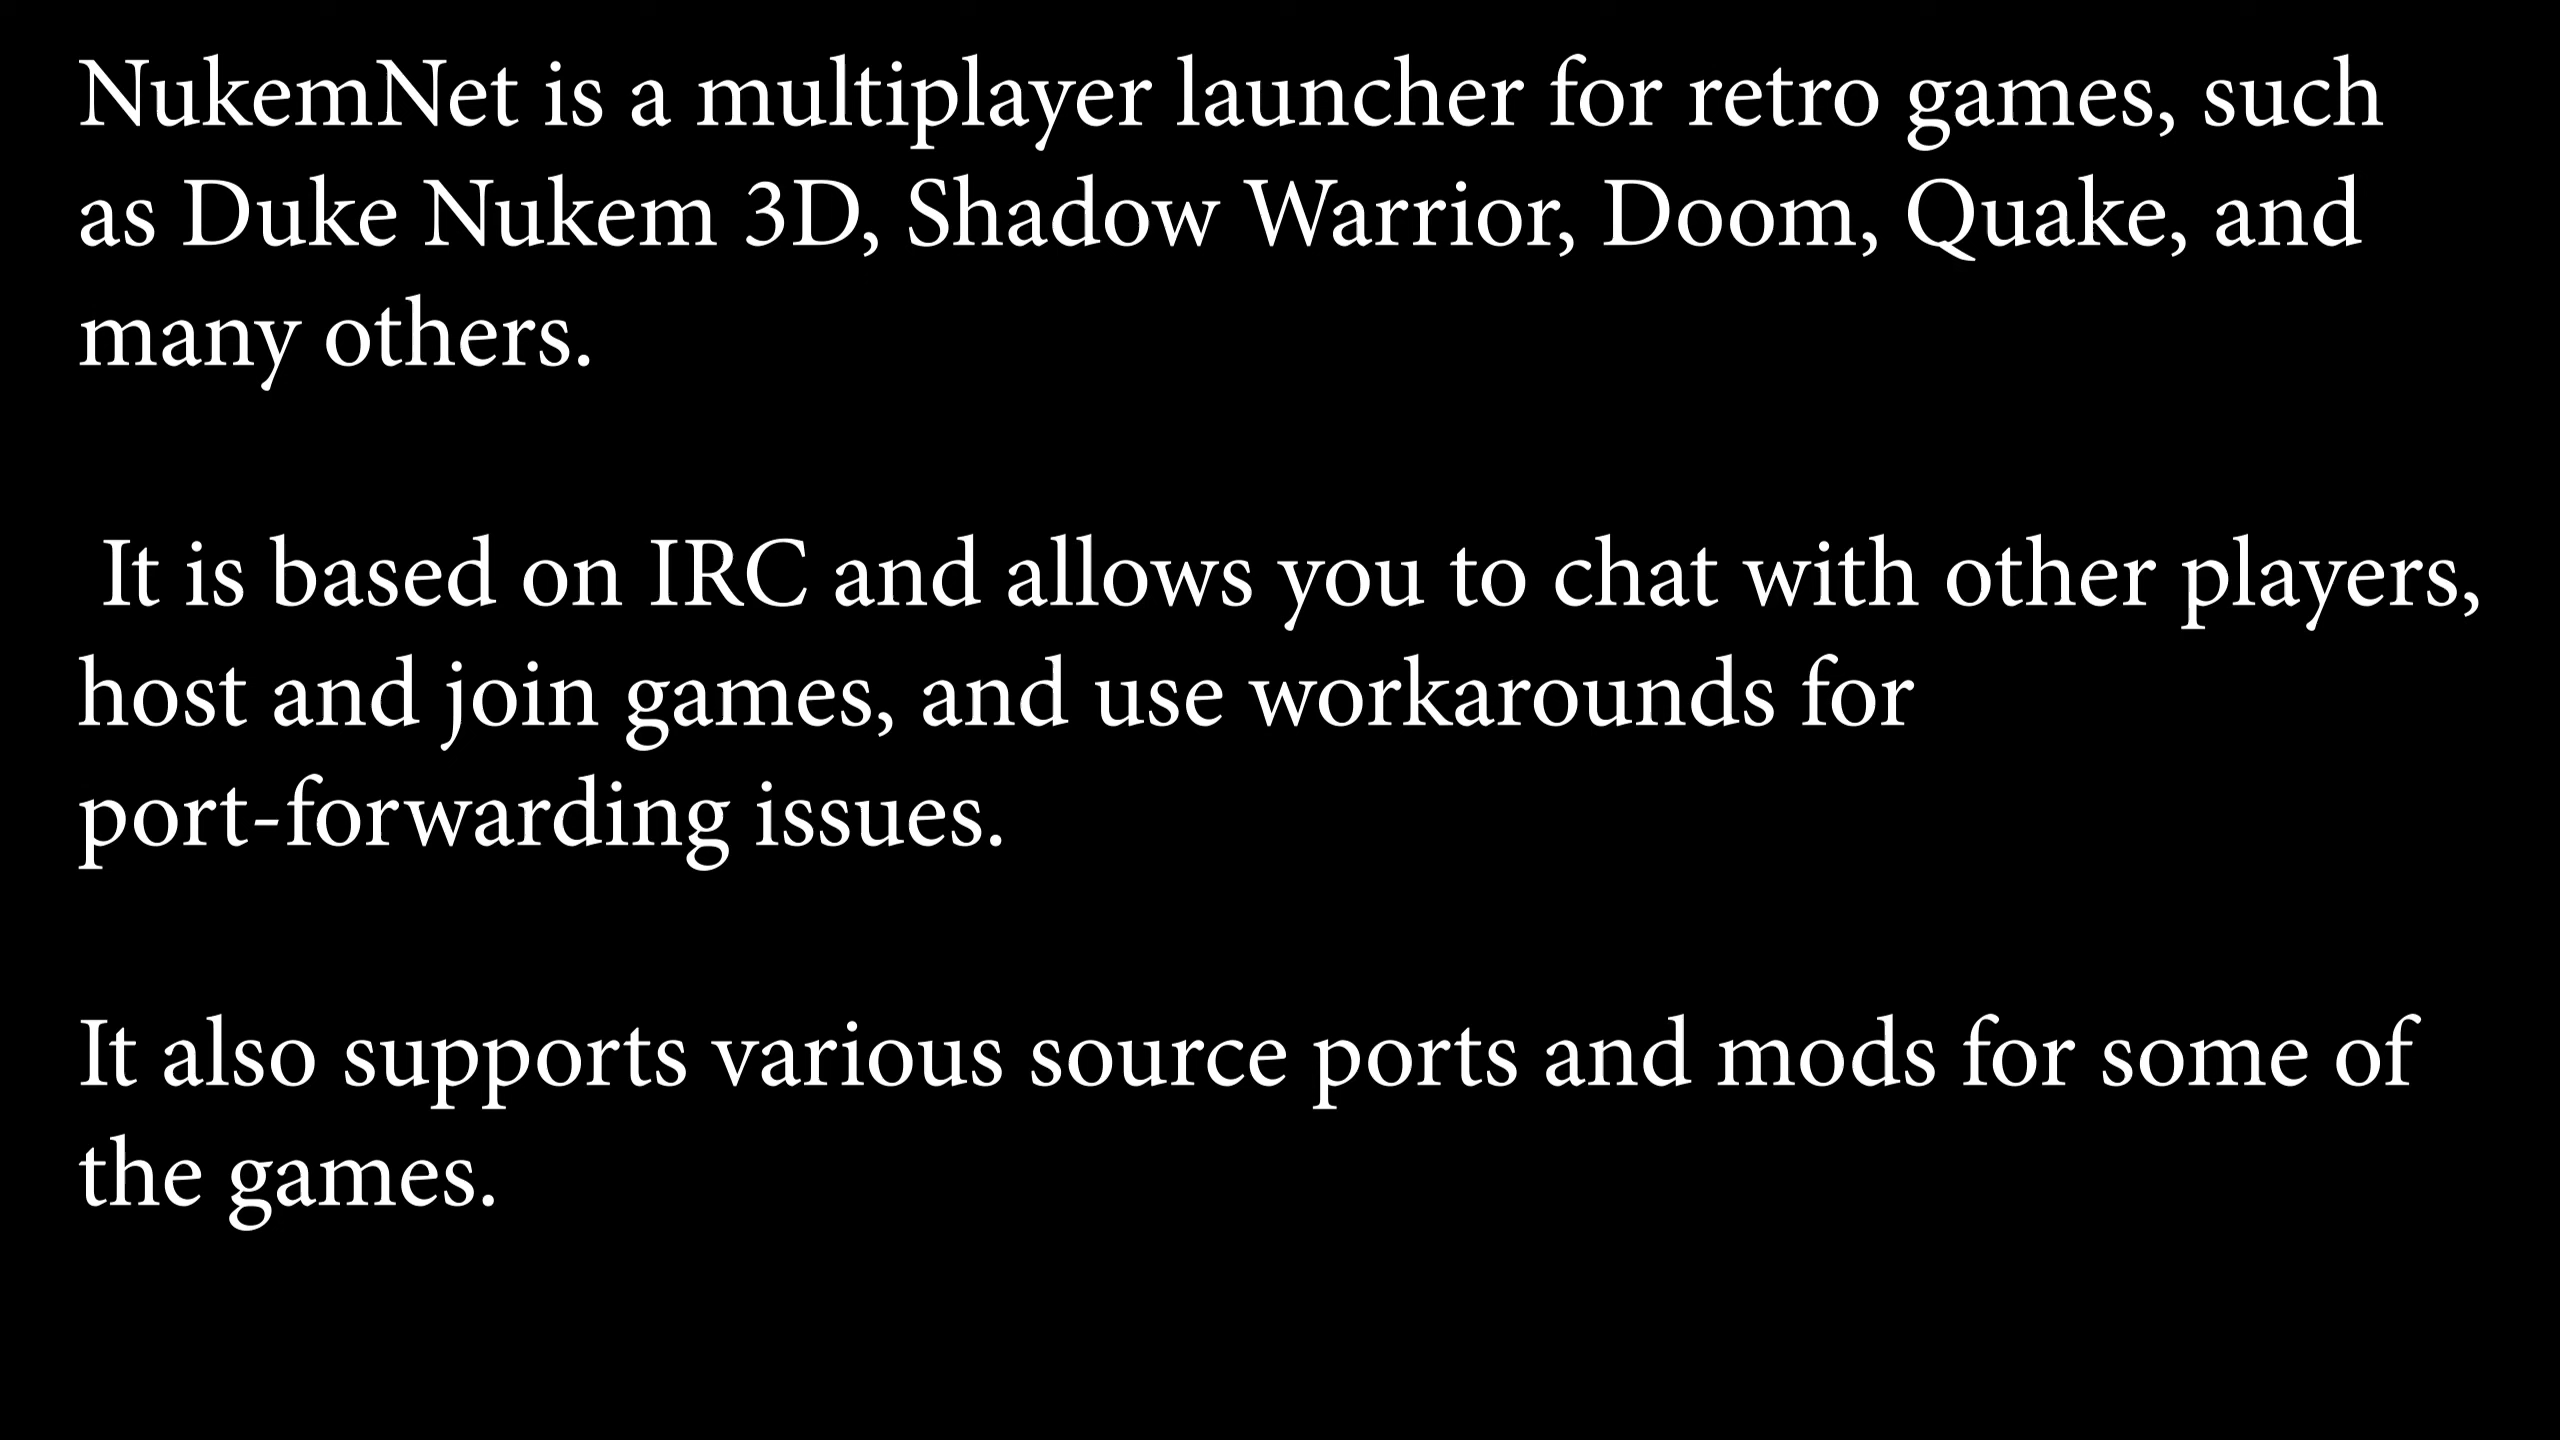 NukemNet is a multiplayer launcher for retro games, such
as Duke Nukem 3D, Shadow Warrior, Doom, Quake, and
many others.
It is based on IRC and allows you to chat with other players,
host and join games, and use workarounds for
port-forwarding issues.
It also supports various source ports and mods for some of
the games.